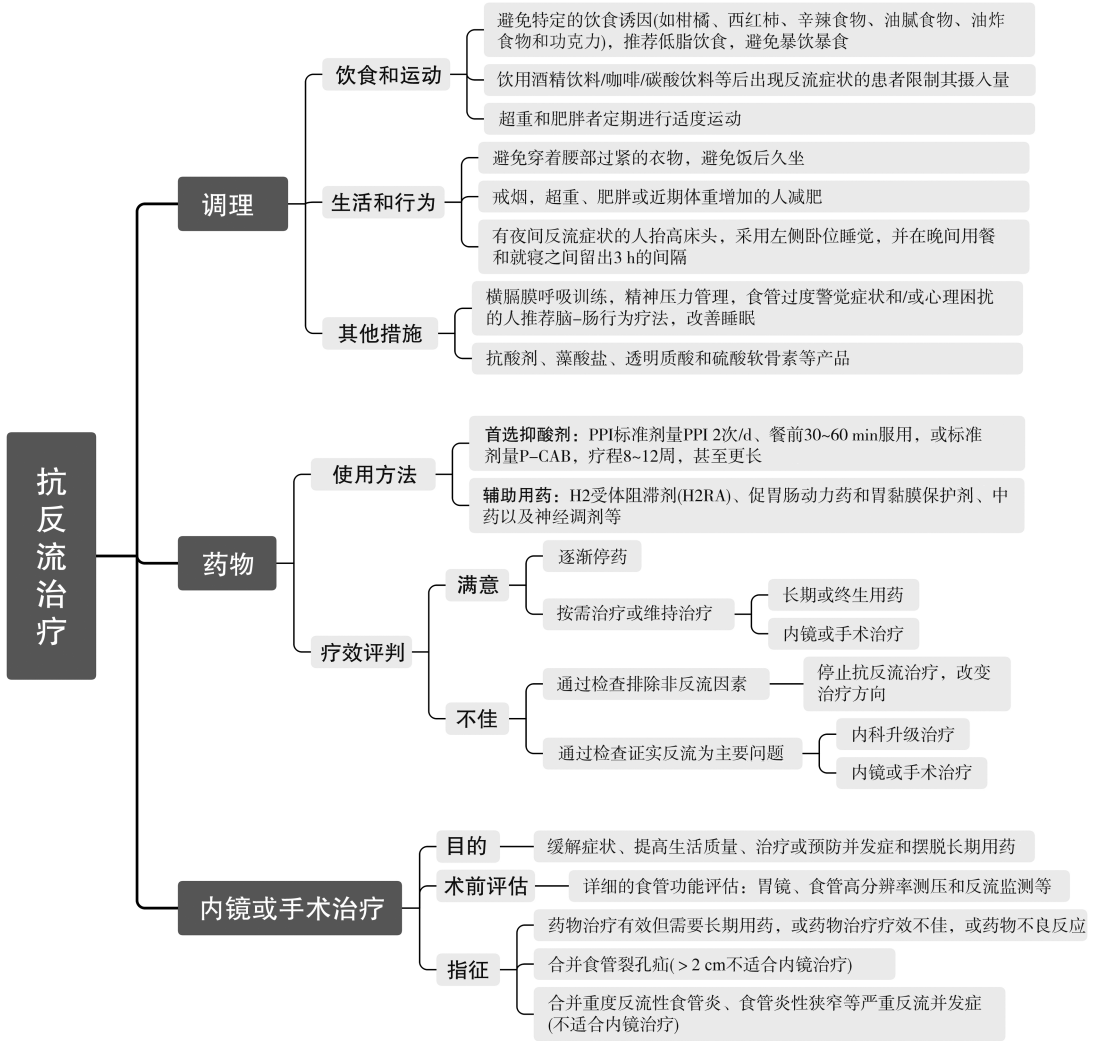 抗反流治疗
调理
饮食和运动
避免特定的饮食诱因(如柑橘、西红柿、辛辣食物、油腻食物、油炸
食物和巧克力)，推荐低脂饮食，避免暴饮暴食
饮用酒精饮料/咖啡/碳酸饮料等后出现反流症状的患者限制其摄入量
超重和肥胖者定期进行适度运动
生活和行为
避免穿着腰部过紧的衣物，避免饭后久坐
戒烟，超重、肥胖或近期体重增加的人减肥
有夜间反流症状的人抬高床头，采用左侧卧位睡觉，并在晚间用餐
和就寝之间留出3 h的间隔
其他措施
横膈膜呼吸训练，精神压力管理，食管过度警觉症状和/或心理困扰
的人推荐脑-肠行为疗法，改善睡眠
抗酸剂、藻酸盐、透明质酸和硫酸软骨素等产品
药物
使用方法
首选抑酸剂：PPI标准剂量PPI 2次/d、餐前30~60 min服用，或标准
剂量P-CAB，疗程8~12周，甚至更长
辅助用药：H2受体阻滞剂(H2RA)、促胃肠动力药和胃黏膜保护剂、中
药以及神经调剂等
疗效评判
满意
逐渐停药
按需治疗或维持治疗
长期或终生用药
内镜或手术治疗
不佳
通过检查排除非反流因素
停止抗反流治疗，改变
治疗方向
通过检查证实反流为主要问题
内科升级治疗
内镜或手术治疗
内镜或手术治疗
目的
缓解症状、提高生活质量、治疗或预防并发症和摆脱长期用药
术前评估
详细的食管功能评估：胃镜、食管高分辨率测压和反流监测等
指征
药物治疗有效但需要长期用药，或药物治疗疗效不佳，或药物不良反应
合并食管裂孔疝(>2 cm不适合内镜治疗)
合并重度反流性食管炎、食管炎性狭窄等严重反流并发症
(不适合内镜治疗)